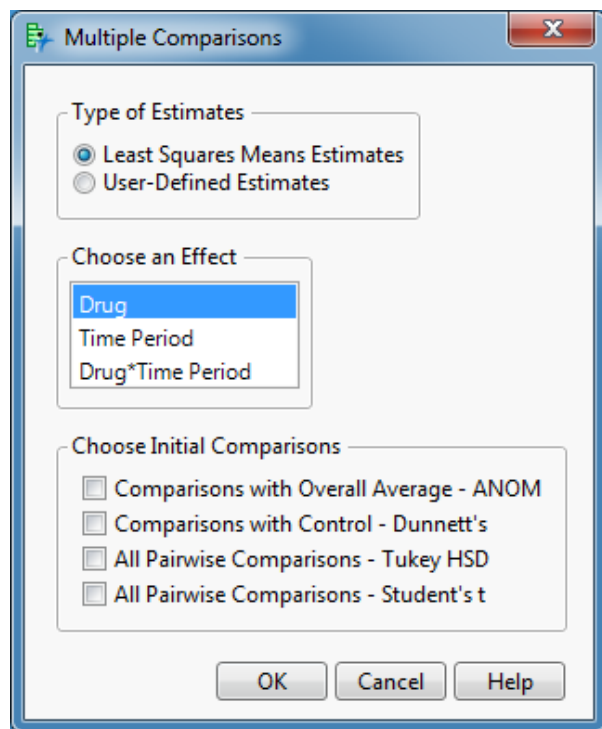 Multiple Comparisons
Type of Estimates
Least Squares Means Estimates
User-Defined Estimates
Choose an Effect
Drug
Time Period
Drug*Time Period
Choose Initial Comparisons
Comparisons with Overall Average - ANOM
Comparisons with Control - Dunnett's
All Pairwise Comparisons - Tukey HSD
All Pairwise Comparisons - Student's t
OK Cancel Help